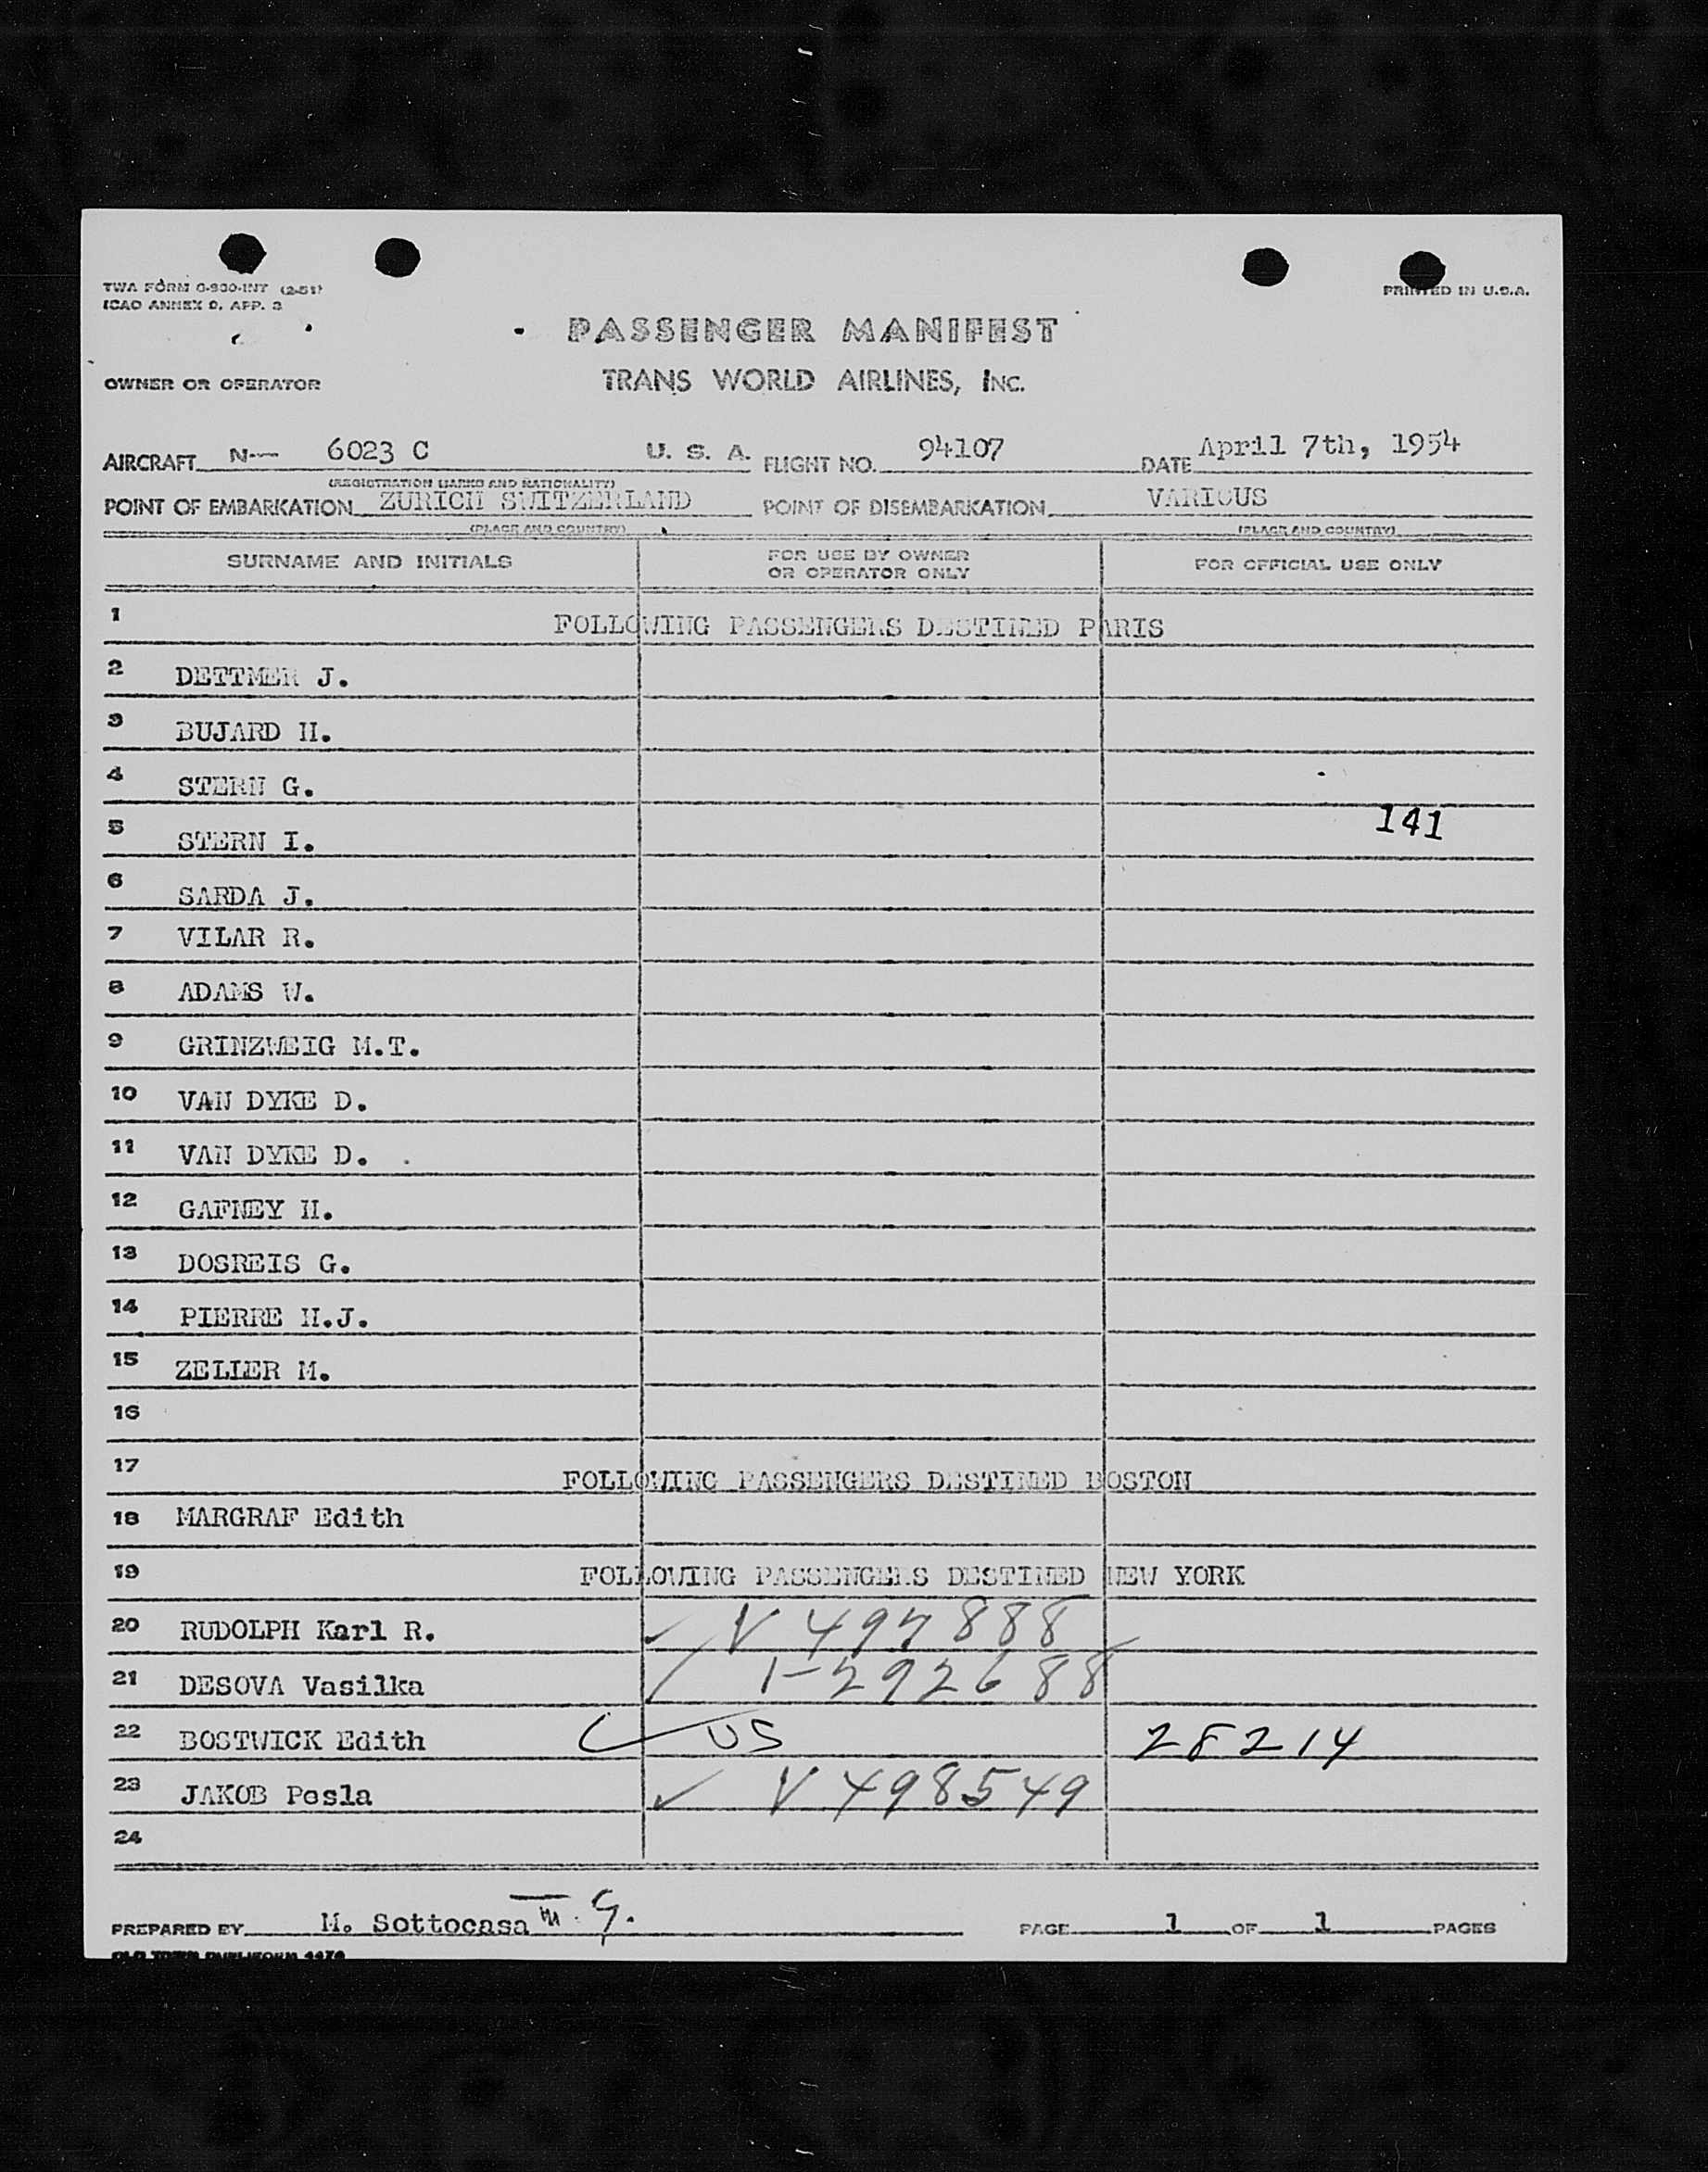 TWA FORM O-900-INT (2-51)
ICAO ANNEX 9, APP. 3
PRINTED IN U.S.A.
PASSENGER MANIFEST
OWNER OR OPERATOR TRANS WORLD AIRLINES, INC.
AIRCRAFT N— 6023 C U. S. A. FLIGHT NO. 94107 DATE April 7th, 1954
(REGISTRATION MARKS AND NATIONALITY)
POINT OF EMBARKATION ZURICH SWITZERLAND POINT OF DISEMBARKATION VARIOUS
(PLACE AND COUNTRY) (PLACE AND COUNTRY)
SURNAME AND INITIALS FOR USE BY OWNER OR OPERATOR ONLY FOR OFFICIAL USE ONLY
1 FOLLOWING PASSENGERS DESTINED PARIS
2 DETTMER J.
3 BUJARD H.
4 STERN G.
5 STERN I. 141
6 SARDA J.
7 VILAR R.
8 ADAMS W.
9 GRINZWEIG M.T.
10 VAN DYKE D.
11 VAN DYKE D.
12 GAFNEY H.
13 DOSREIS G.
14 PIERRE H.J.
15 ZELLER M.
16
17 FOLLOWING PASSENGERS DESTINED BOSTON
18 MARGRAF Edith
19 FOLLOWING PASSENGERS DESTINED NEW YORK
20 RUDOLPH Karl R. ✓ V 497888
21 DESOVA Vasilka / 1-292688
22 BOSTWICK Edith ✓ US 28214
23 JAKOB Pesla ✓ V 498549
24
PREPARED BY M. Sottocasa PAGE 1 OF 1 PAGES